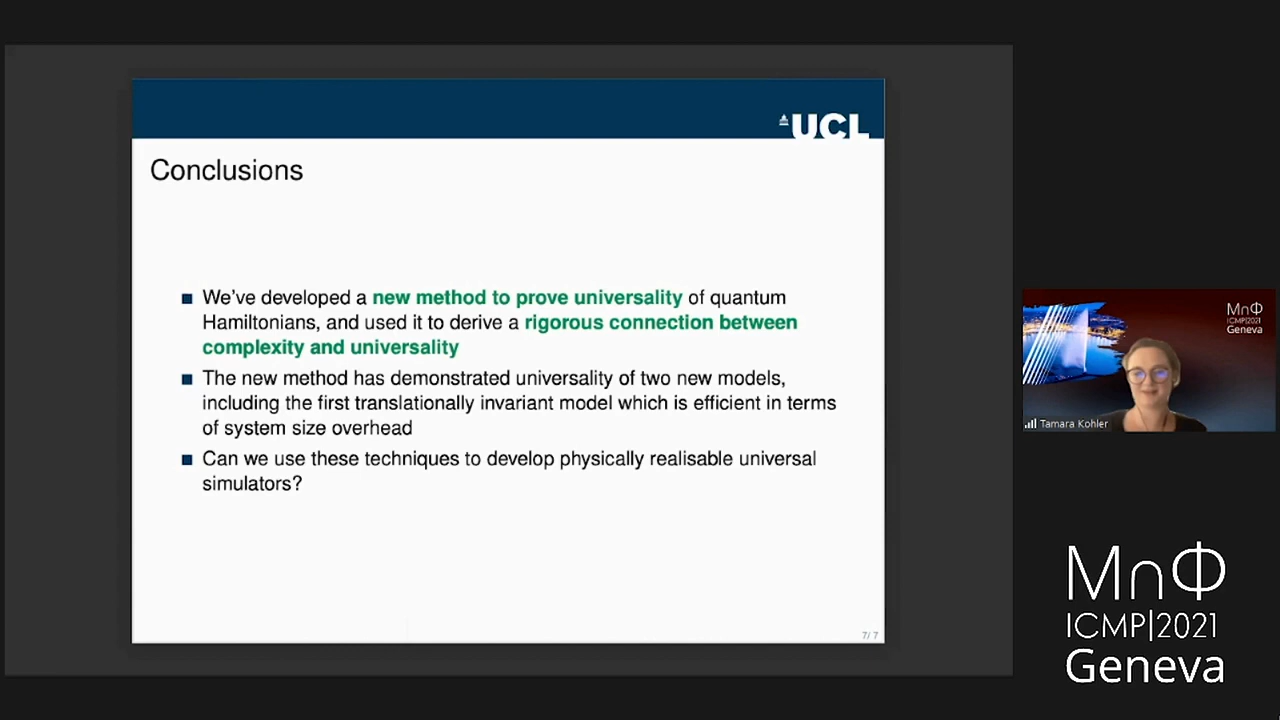 UCL
Conclusions
We've developed a new method to prove universality of quantum
Hamiltonians, and used it to derive a rigorous connection between
complexity and universality
The new method has demonstrated universality of two new models,
including the first translationally invariant model which is efficient in terms
of system size overhead
Can we use these techniques to develop physically realisable universal
simulators?
7/7
MnΦ
ICMP|2021
Geneva
Tamara Kohler
MnΦ
ICMP|2021
Geneva